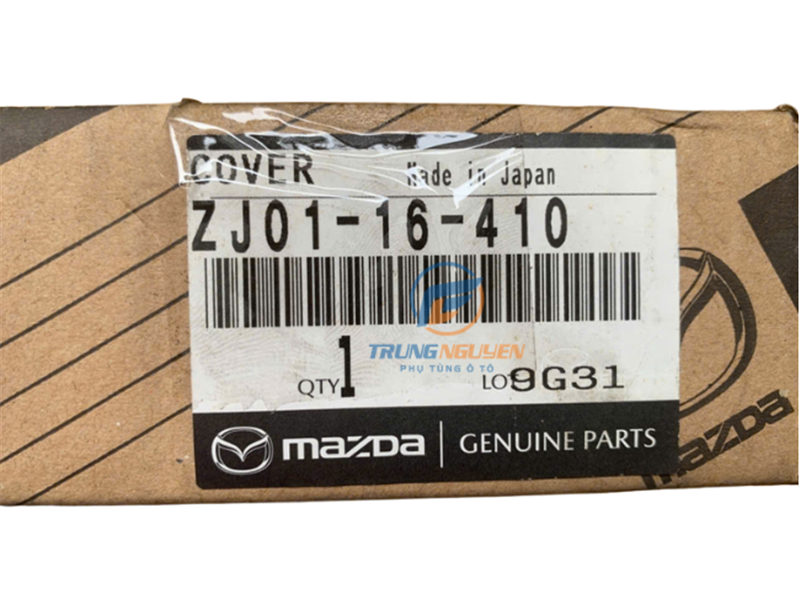 COVER Made in Japan
ZJ01-16-410
TRUNG NGUYEN
PHỤ TÙNG Ô TÔ
QTY 1 LOT 9G31
mazda GENUINE PARTS
mazda